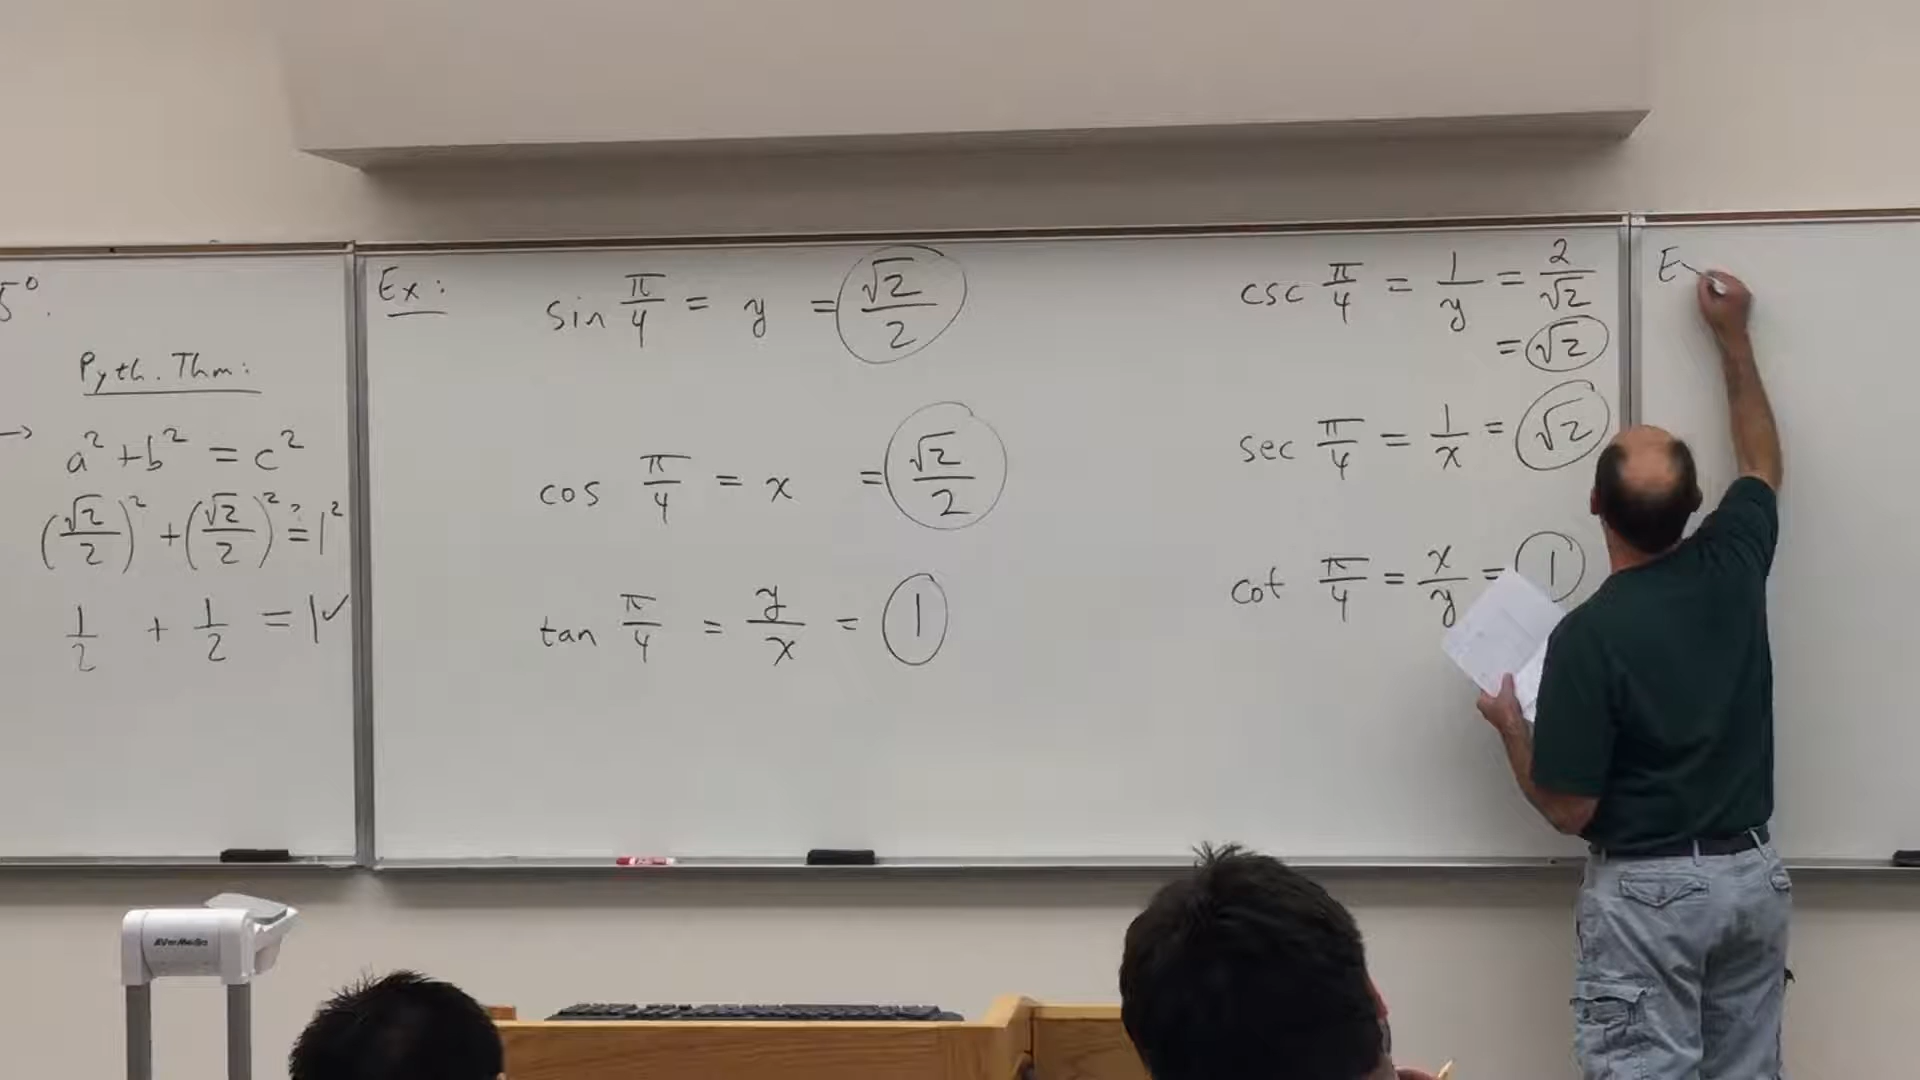 5°.
Pyth. Thm:
→ a² + b² = c²
(√2/2)² + (√2/2)² ≟ 1²
1/2 + 1/2 = 1 ✓
Ex:
sin π/4 = y = √2/2
cos π/4 = x = √2/2
tan π/4 = y/x = 1
csc π/4 = 1/y = 2/√2
= √2
sec π/4 = 1/x = √2
cot π/4 = x/y = 1
E
AVerMedia